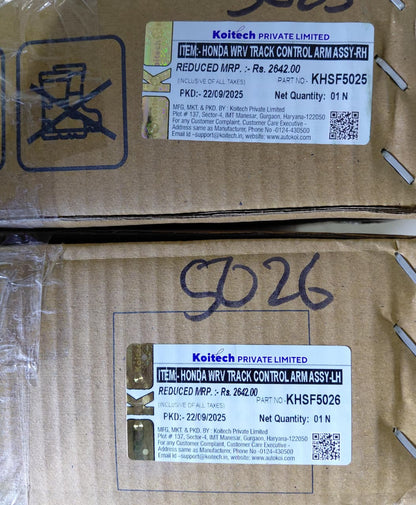 Koitech PRIVATE LIMITED
ITEM:- HONDA WRV TRACK CONTROL ARM ASSY-RH
REDUCED MRP. :- Rs. 2642.00
(INCLUSIVE OF ALL TAXES) PART NO- KHSF5025
PKD:- 22/09/2025 Net Quantity: 01 N
MFG, MKT. & PKD. BY : Koitech Private Limited
Plot # 137, Sector-4, IMT Manesar, Gurgaon, Haryana-122050
For any Customer Complaint, Customer Care Executive -
Address same as Manufacturer, Phone No -0124-430500
Email Id -support@koitech.in, website: www.autokoi.com
5026
Koitech PRIVATE LIMITED
ITEM:- HONDA WRV TRACK CONTROL ARM ASSY-LH
REDUCED MRP. :- Rs. 2642.00
(INCLUSIVE OF ALL TAXES) PART NO- KHSF5026
PKD:- 22/09/2025 Net Quantity: 01 N
MFG, MKT. & PKD. BY : Koitech Private Limited
Plot # 137, Sector-4, IMT Manesar, Gurgaon, Haryana-122050
For any Customer Complaint, Customer Care Executive -
Address same as Manufacturer, Phone No -0124-430500
Email Id -support@koitech.in, website: www.autokoi.com